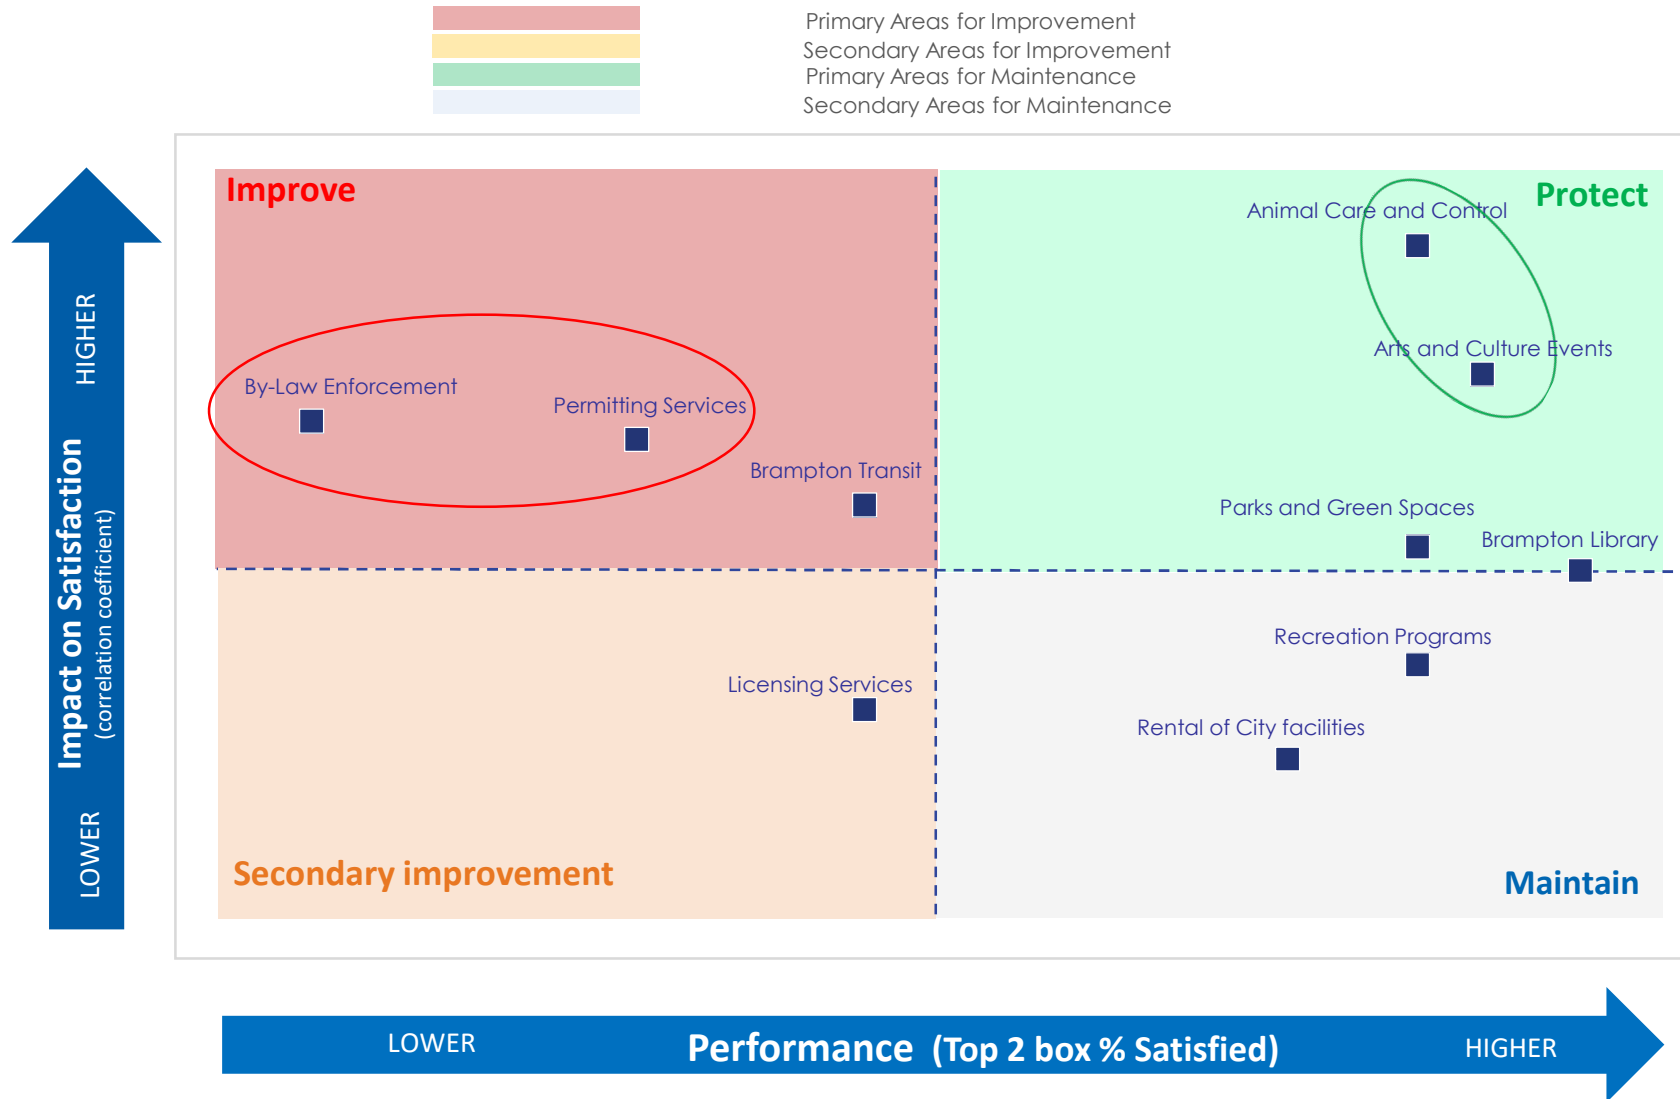 Primary Areas for Improvement
Secondary Areas for Improvement
Primary Areas for Maintenance
Secondary Areas for Maintenance
Improve
Protect
Animal Care and Control
Arts and Culture Events
By-Law Enforcement
Permitting Services
Brampton Transit
Parks and Green Spaces
Brampton Library
Recreation Programs
Licensing Services
Rental of City facilities
Secondary improvement
Maintain
HIGHER
Impact on Satisfaction
(correlation coefficient)
LOWER
LOWER
Performance (Top 2 box % Satisfied)
HIGHER